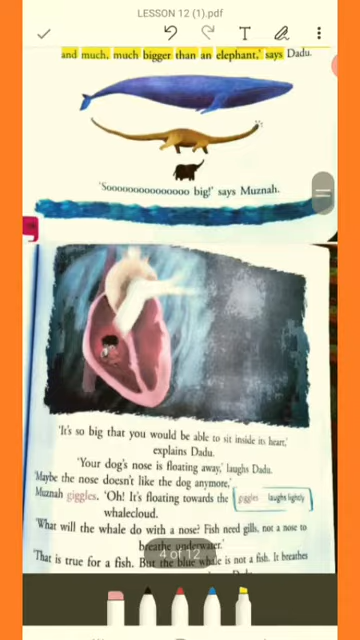 LESSON 12 (1).pdf
T
and much, much bigger than an elephant,' says Dadu.
'Sooooooooooooooo big!' says Muznah.
'It's so big that you would be able to sit inside its heart,'
explains Dadu.
'Your dog's nose is floating away,' laughs Dadu.
'Maybe the nose doesn't like the dog anymore,'
Muznah giggles. 'Oh! It's floating towards the
giggles laughs lightly
whalecloud.
'What will the whale do with a nose? Fish need gills, not a nose to
breathe underwater.'
4 of 12
'That is true for a fish. But the blue whale is not a fish. It breathes